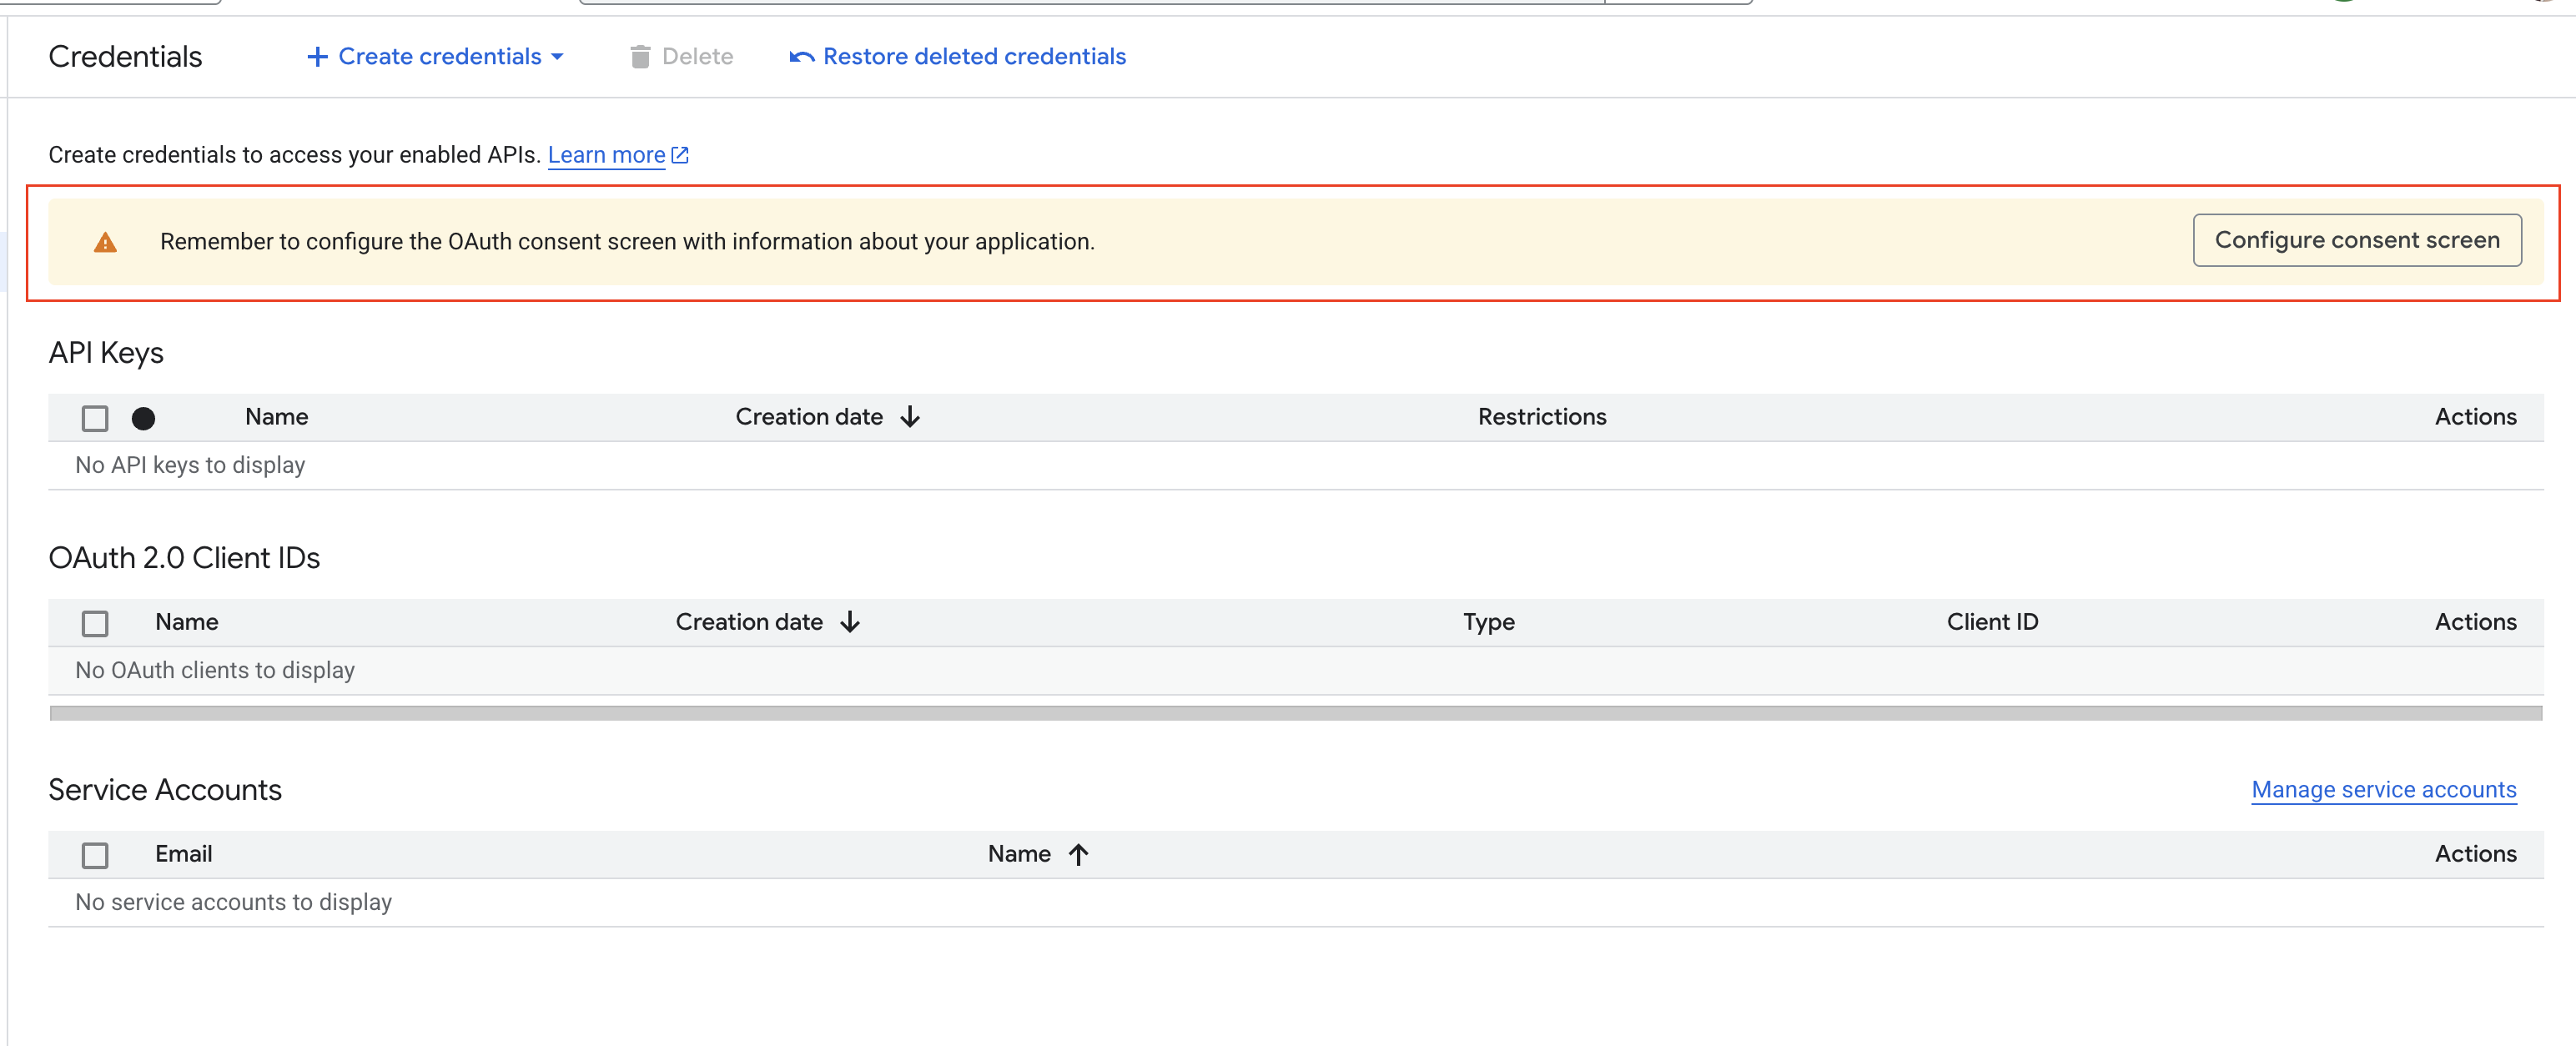 Credentials
Create credentials
Delete
Restore deleted credentials
Create credentials to access your enabled APIs. Learn more
Remember to configure the OAuth consent screen with information about your application.
Configure consent screen
API Keys
Name Creation date Restrictions Actions
No API keys to display
OAuth 2.0 Client IDs
Name Creation date Type Client ID Actions
No OAuth clients to display
Service Accounts
Manage service accounts
Email Name Actions
No service accounts to display